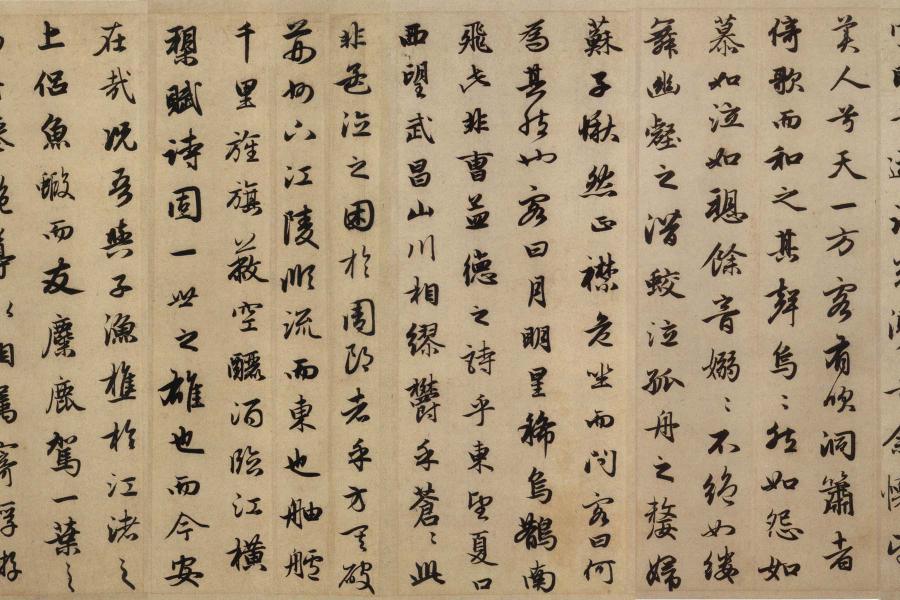 美人兮天一方客有吹洞簫者
倚歌而和之其聲烏〻然如怨如
慕如泣如愬餘音嫋〻不絕如縷
舞幽壑之潛蛟泣孤舟之嫠婦
蘇子愀然正襟危坐而問客曰何
為其然也客曰月明星稀烏鵲南
飛此非曹孟德之詩乎東望夏口
西望武昌山川相繆鬱乎蒼〻此
非孟德之困於周郎者乎方其破
荊州下江陵順流而東也舳艫
千里旌旗蔽空釃酒臨江橫
槊賦詩固一世之雄也而今安
在哉況吾與子漁樵於江渚之
上侶魚蝦而友麋鹿駕一葉之